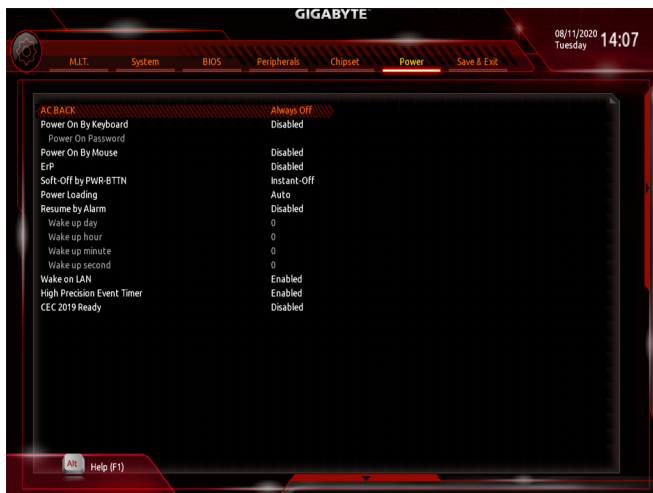 GIGABYTE™
08/11/2020 Tuesday 14:07
M.I.T. System BIOS Peripherals Chipset Power Save & Exit
AC BACK Always Off
Power On By Keyboard Disabled
Power On Password
Power On By Mouse Disabled
ErP Disabled
Soft-Off by PWR-BTTN Instant-Off
Power Loading Auto
Resume by Alarm Disabled
Wake up day 0
Wake up hour 0
Wake up minute 0
Wake up second 0
Wake on LAN Enabled
High Precision Event Timer Enabled
CEC 2019 Ready Disabled
Alt Help (F1)